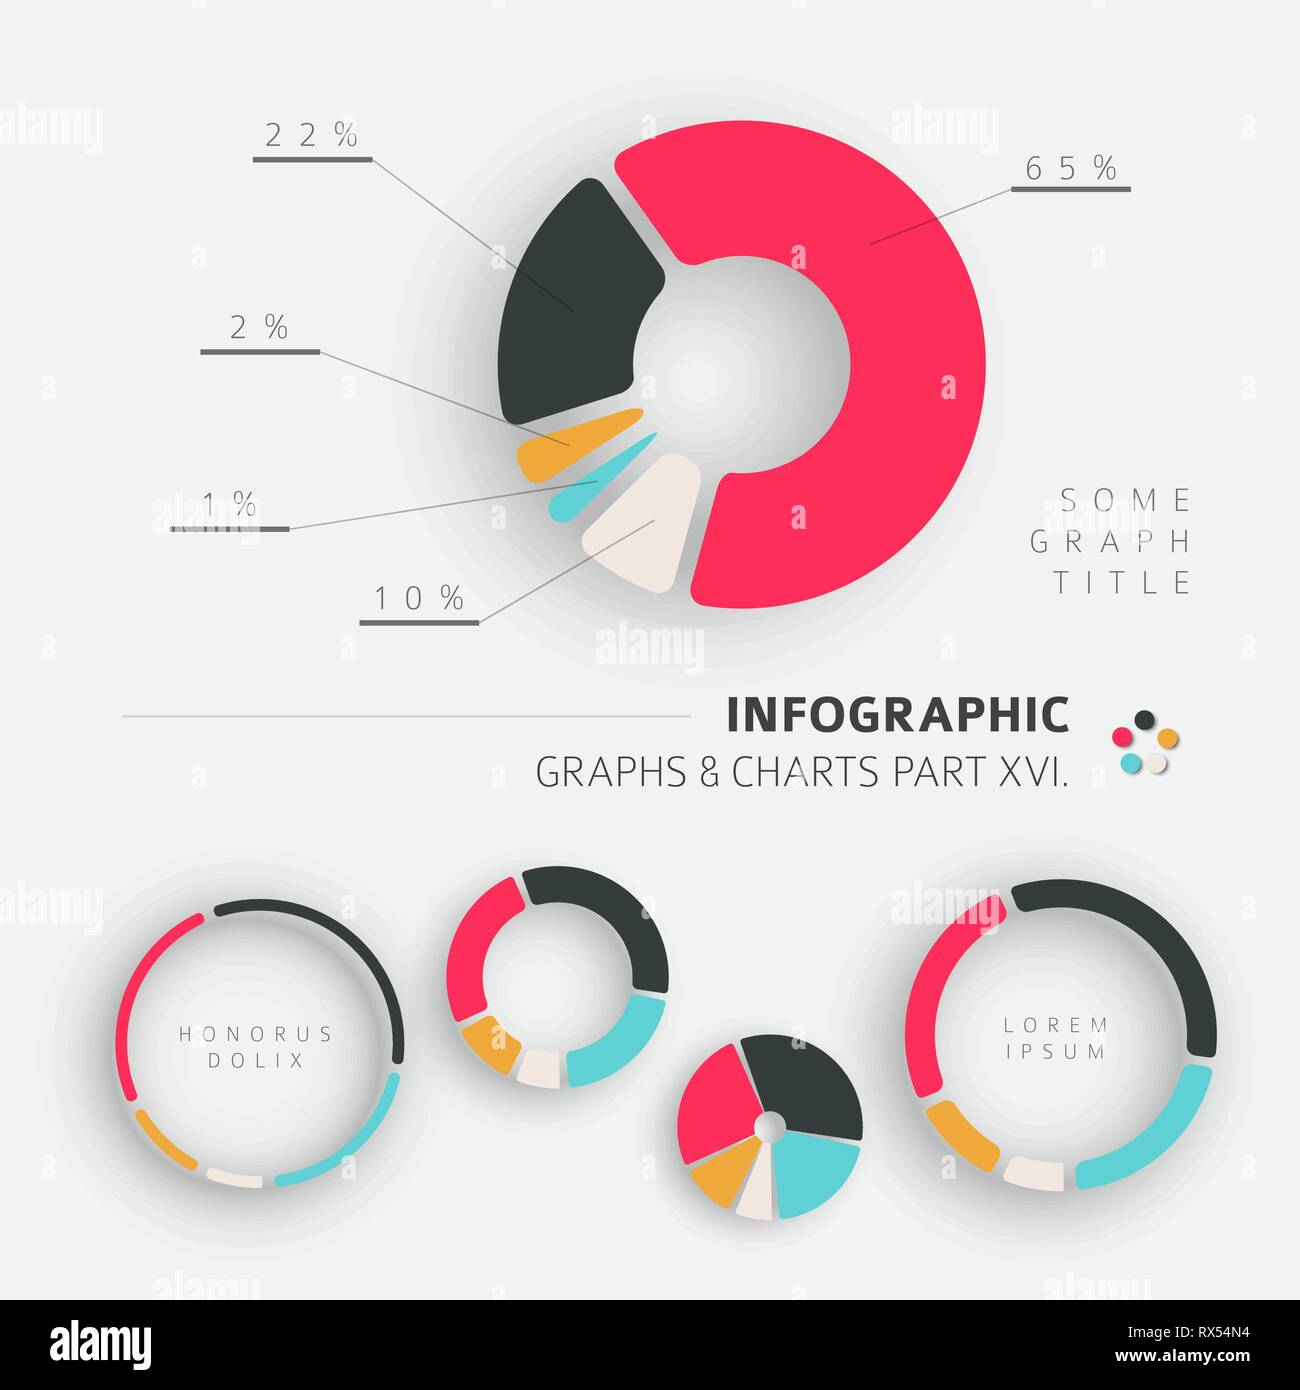 22%
65%
2%
1%
10%
SOME
GRAPH
TITLE
INFOGRAPHIC
GRAPHS & CHARTS PART XVI.
HONORUS
DOLIX
LOREM
IPSUM
alamy
Image ID: RX54N4
www.alamy.com